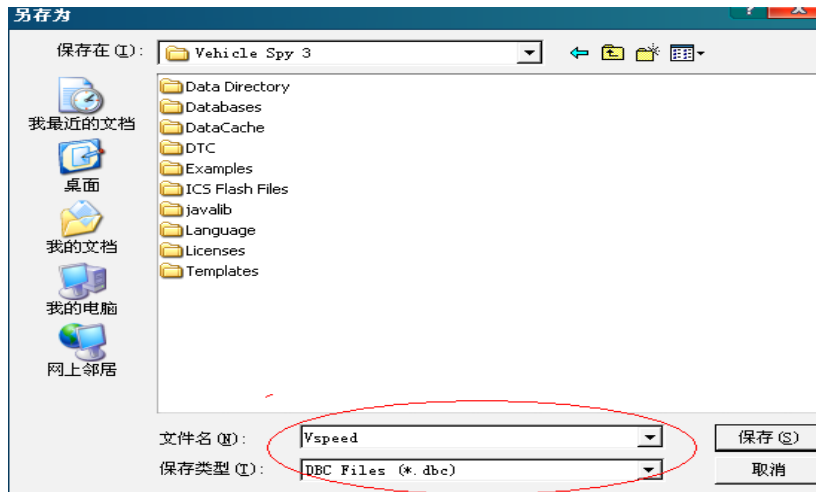 另存为
保存在(I):
Vehicle Spy 3
Data Directory
Databases
DataCache
DTC
Examples
ICS Flash Files
javalib
Language
Licenses
Templates
我最近的文档
桌面
我的文档
我的电脑
网上邻居
文件名(N):
Vspeed
保存(S)
保存类型(T):
DBC Files (*.dbc)
取消